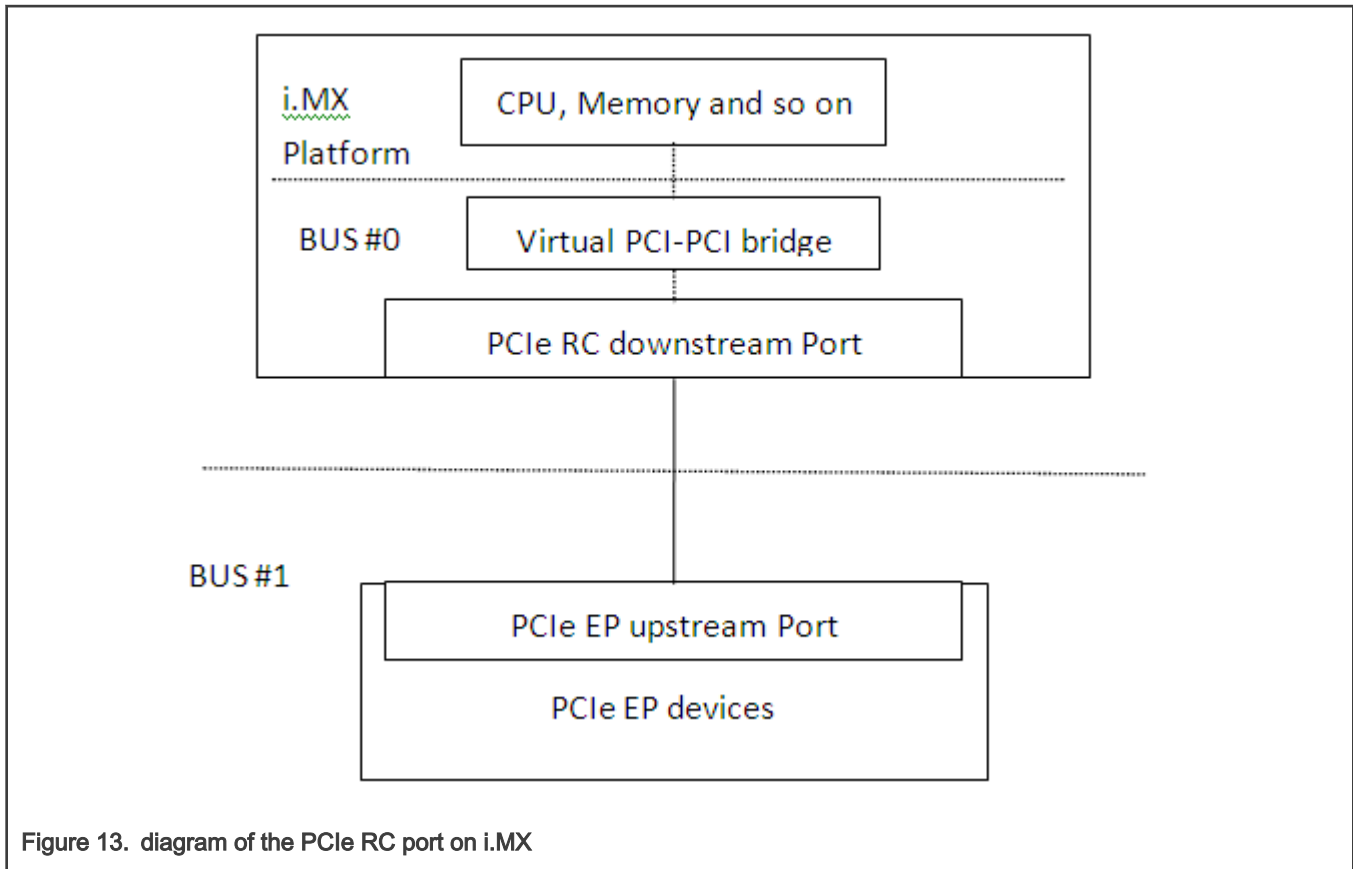 i.MX
Platform
CPU, Memory and so on
BUS #0
Virtual PCI-PCI bridge
PCIe RC downstream Port
BUS #1
PCIe EP upstream Port
PCIe EP devices
Figure 13. diagram of the PCIe RC port on i.MX